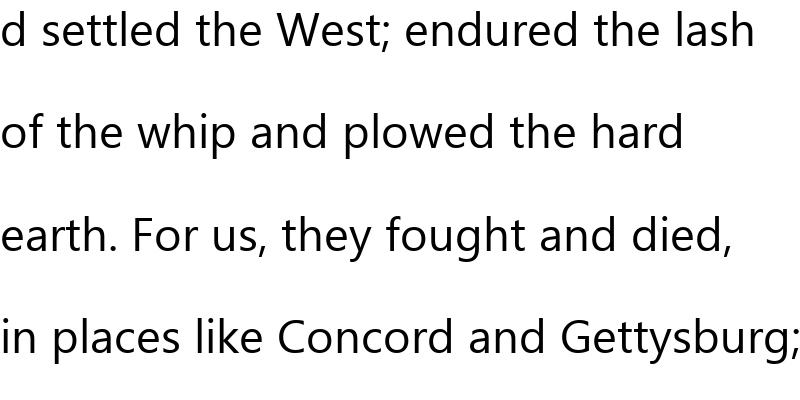 d settled the West; endured the lash
of the whip and plowed the hard
earth. For us, they fought and died,
in places like Concord and Gettysburg;